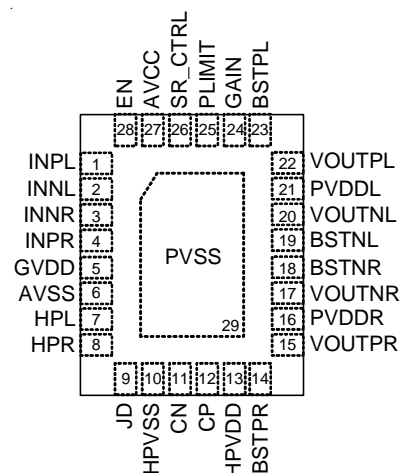 EN
AVCC
SR_CTRL
PLIMIT
GAIN
BSTPL
28 27 26 25 24 23
INPL 1
INNL 2
INNR 3
INPR 4
GVDD 5
AVSS 6
HPL 7
HPR 8
PVSS
29
22 VOUTPL
21 PVDDL
20 VOUTNL
19 BSTNL
18 BSTNR
17 VOUTNR
16 PVDDR
15 VOUTPR
9 10 11 12 13 14
JD
HPVSS
CN
CP
HPVDD
BSTPR